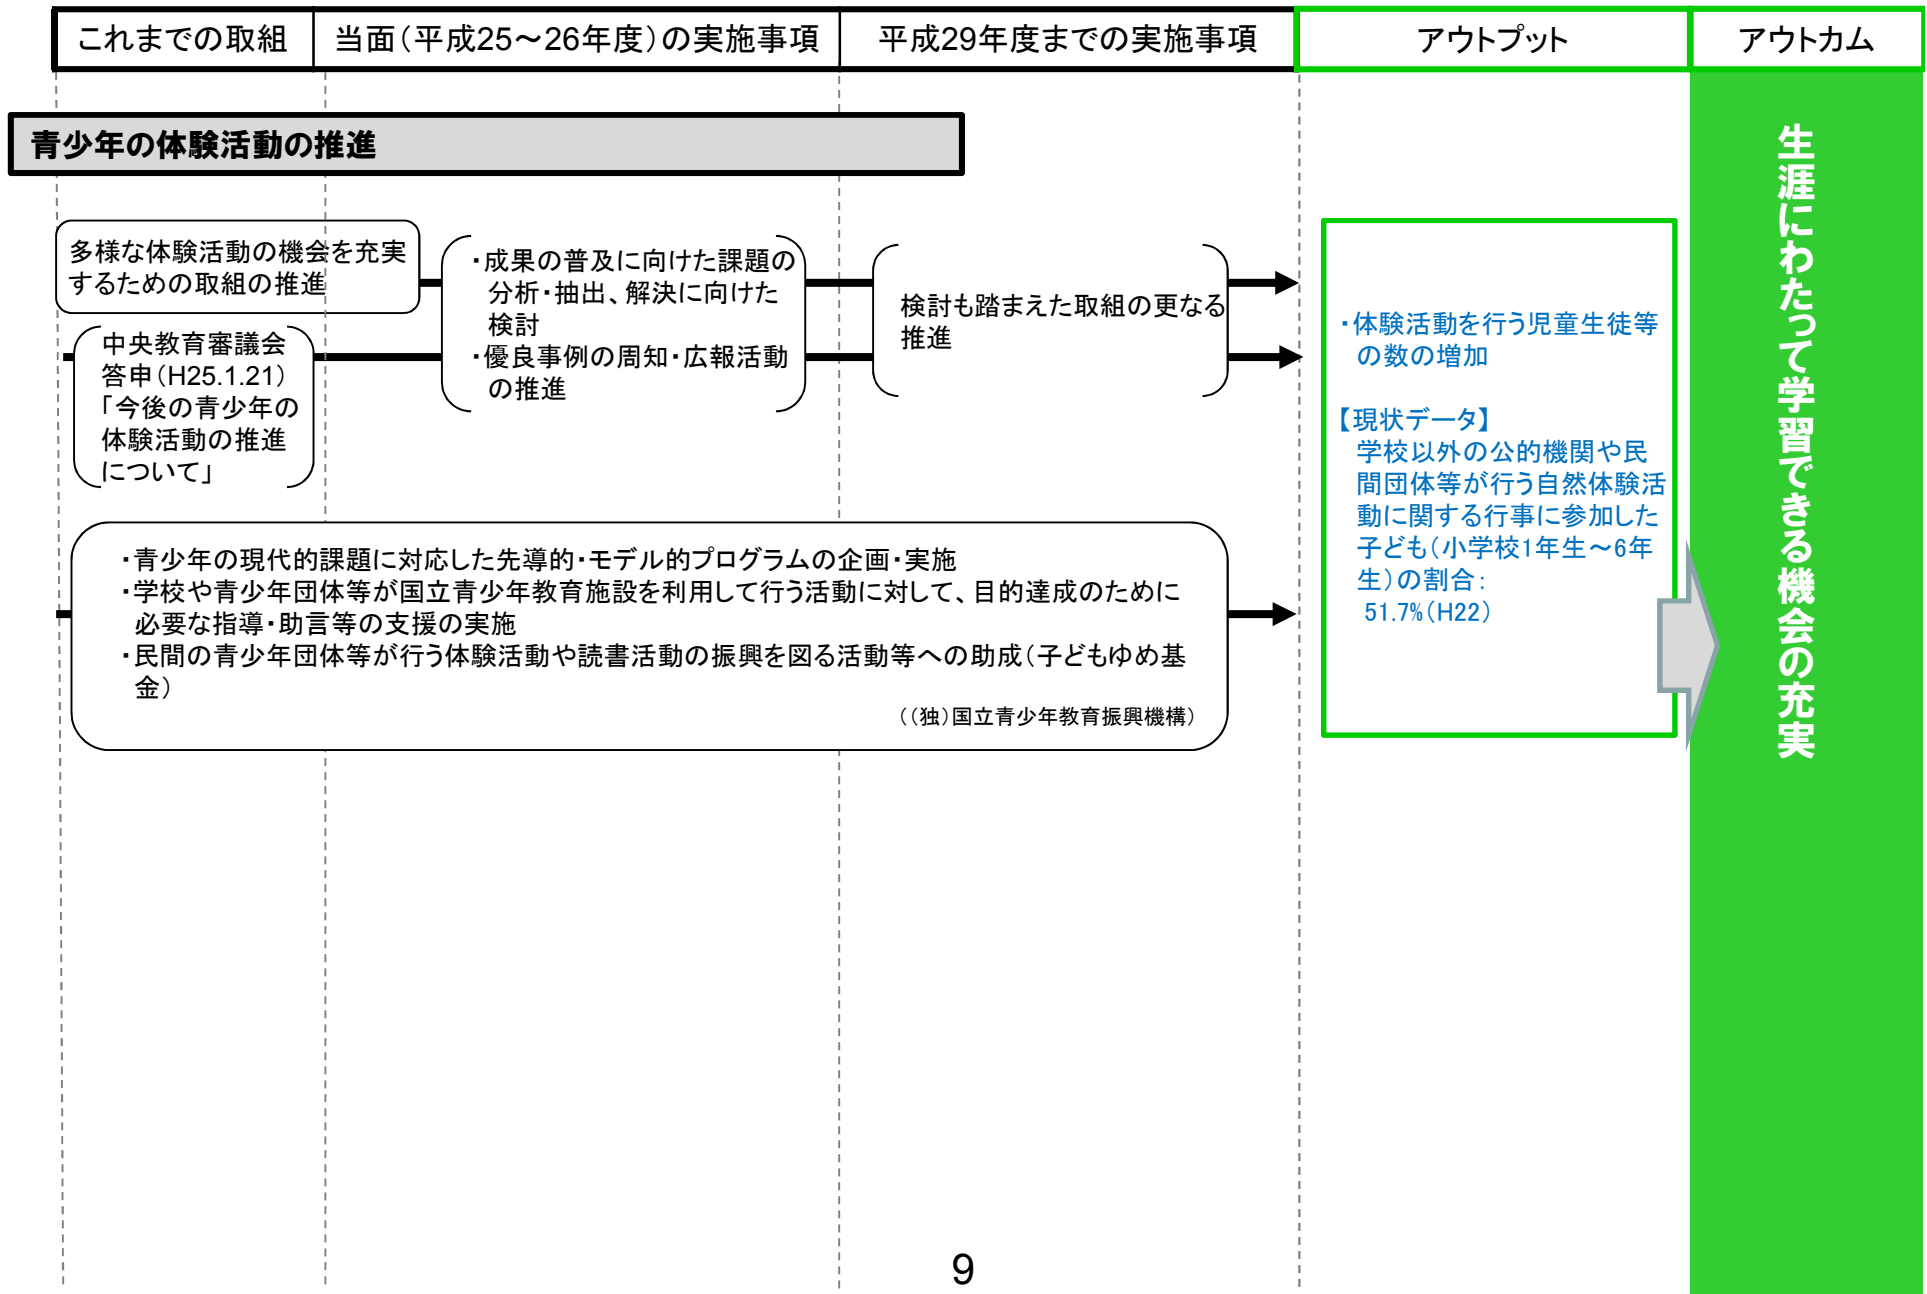 これまでの取組
当面（平成25～26年度）の実施事項
平成29年度までの実施事項
アウトプット
アウトカム
青少年の体験活動の推進
多様な体験活動の機会を充実
するための取組の推進
中央教育審議会
答申（H25.1.21）
「今後の青少年の
体験活動の推進
について」
・成果の普及に向けた課題の
分析・抽出、解決に向けた
検討
・優良事例の周知・広報活動
の推進
検討も踏まえた取組の更なる
推進
・青少年の現代的課題に対応した先導的・モデル的プログラムの企画・実施
・学校や青少年団体等が国立青少年教育施設を利用して行う活動に対して、目的達成のために
必要な指導・助言等の支援の実施
・民間の青少年団体等が行う体験活動や読書活動の振興を図る活動等への助成（子どもゆめ基
金）
（（独）国立青少年教育振興機構）
・体験活動を行う児童生徒等
の数の増加
【現状データ】
学校以外の公的機関や民
間団体等が行う自然体験活
動に関する行事に参加した
子ども（小学校1年生～6年
生）の割合：
51.7%（H22）
生涯にわたって学習できる機会の充実
9